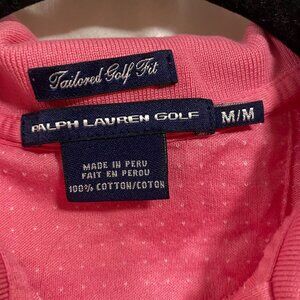 Tailored Golf Fit
RALPH LAUREN GOLF M/M
MADE IN PERU
FAIT EN PEROU
100% COTTON/COTON